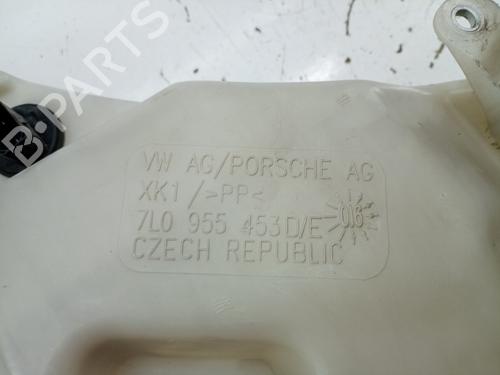 VW AG/PORSCHE AG
XK1 / >PP<
7L0 955 453 D/E 06
CZECH REPUBLIC
B-PARTS